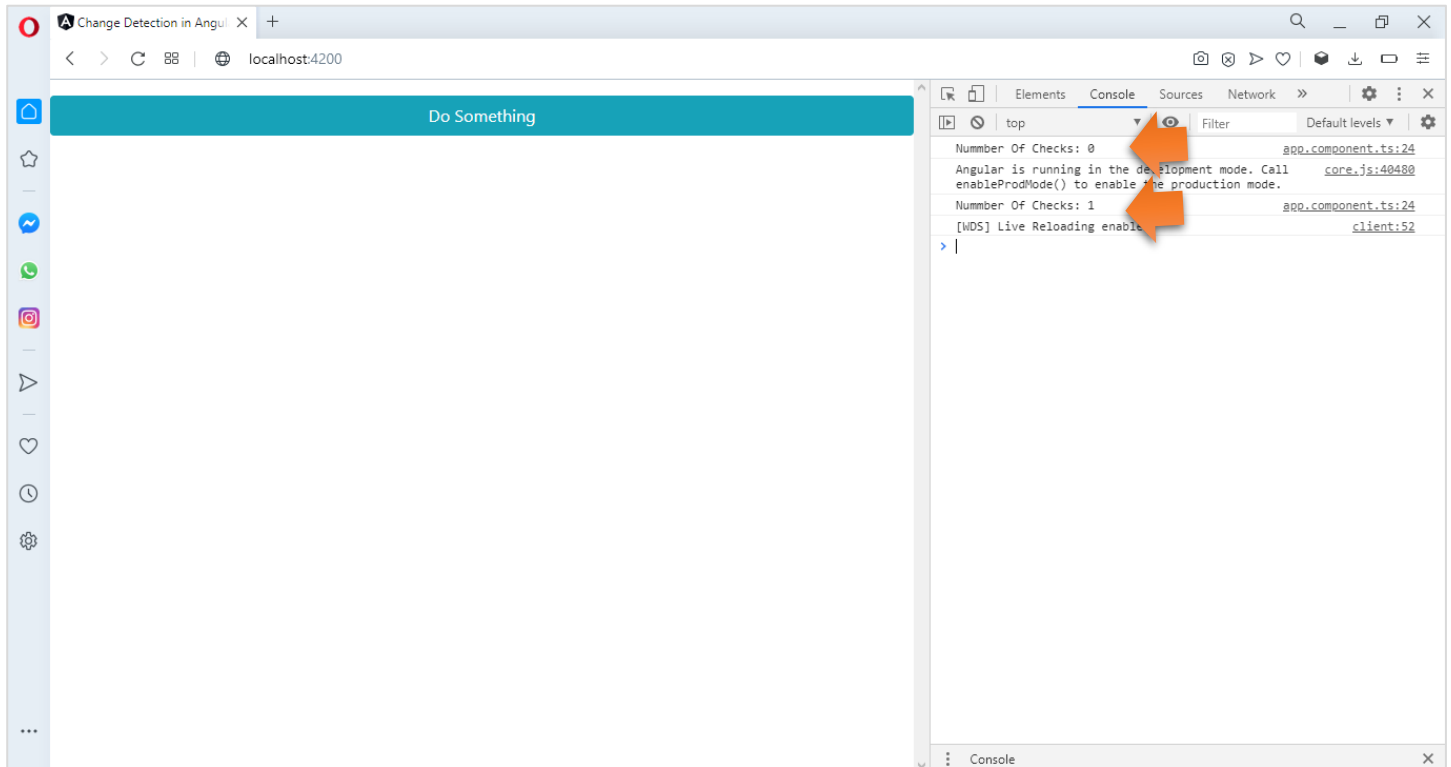 Change Detection in Angul
localhost:4200
Do Something
Elements Console Sources Network »
top Filter Default levels ▼
Nummber Of Checks: 0 app.component.ts:24
Angular is running in the development mode. Call core.js:40480
enableProdMode() to enable the production mode.
Nummber Of Checks: 1 app.component.ts:24
[WDS] Live Reloading enable client:52
>
Console